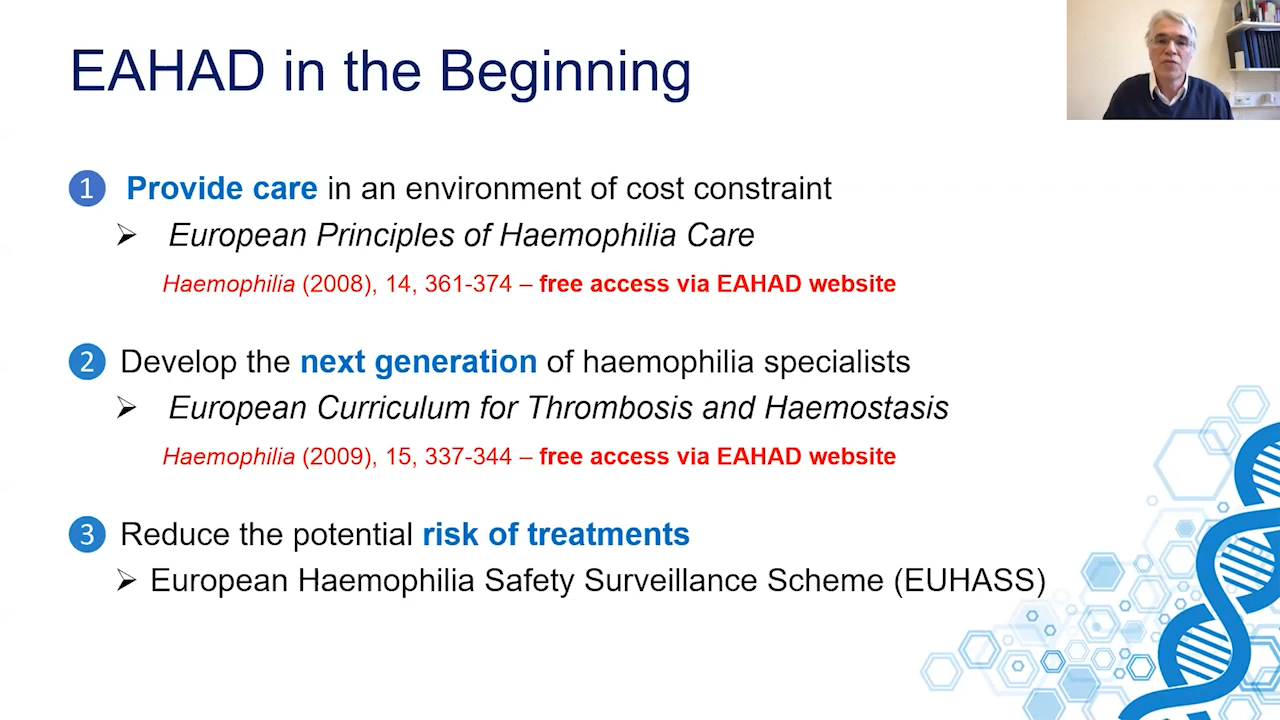 EAHAD in the Beginning
1 Provide care in an environment of cost constraint
➢ European Principles of Haemophilia Care
Haemophilia (2008), 14, 361-374 – free access via EAHAD website
2 Develop the next generation of haemophilia specialists
➢ European Curriculum for Thrombosis and Haemostasis
Haemophilia (2009), 15, 337-344 – free access via EAHAD website
3 Reduce the potential risk of treatments
➢ European Haemophilia Safety Surveillance Scheme (EUHASS)